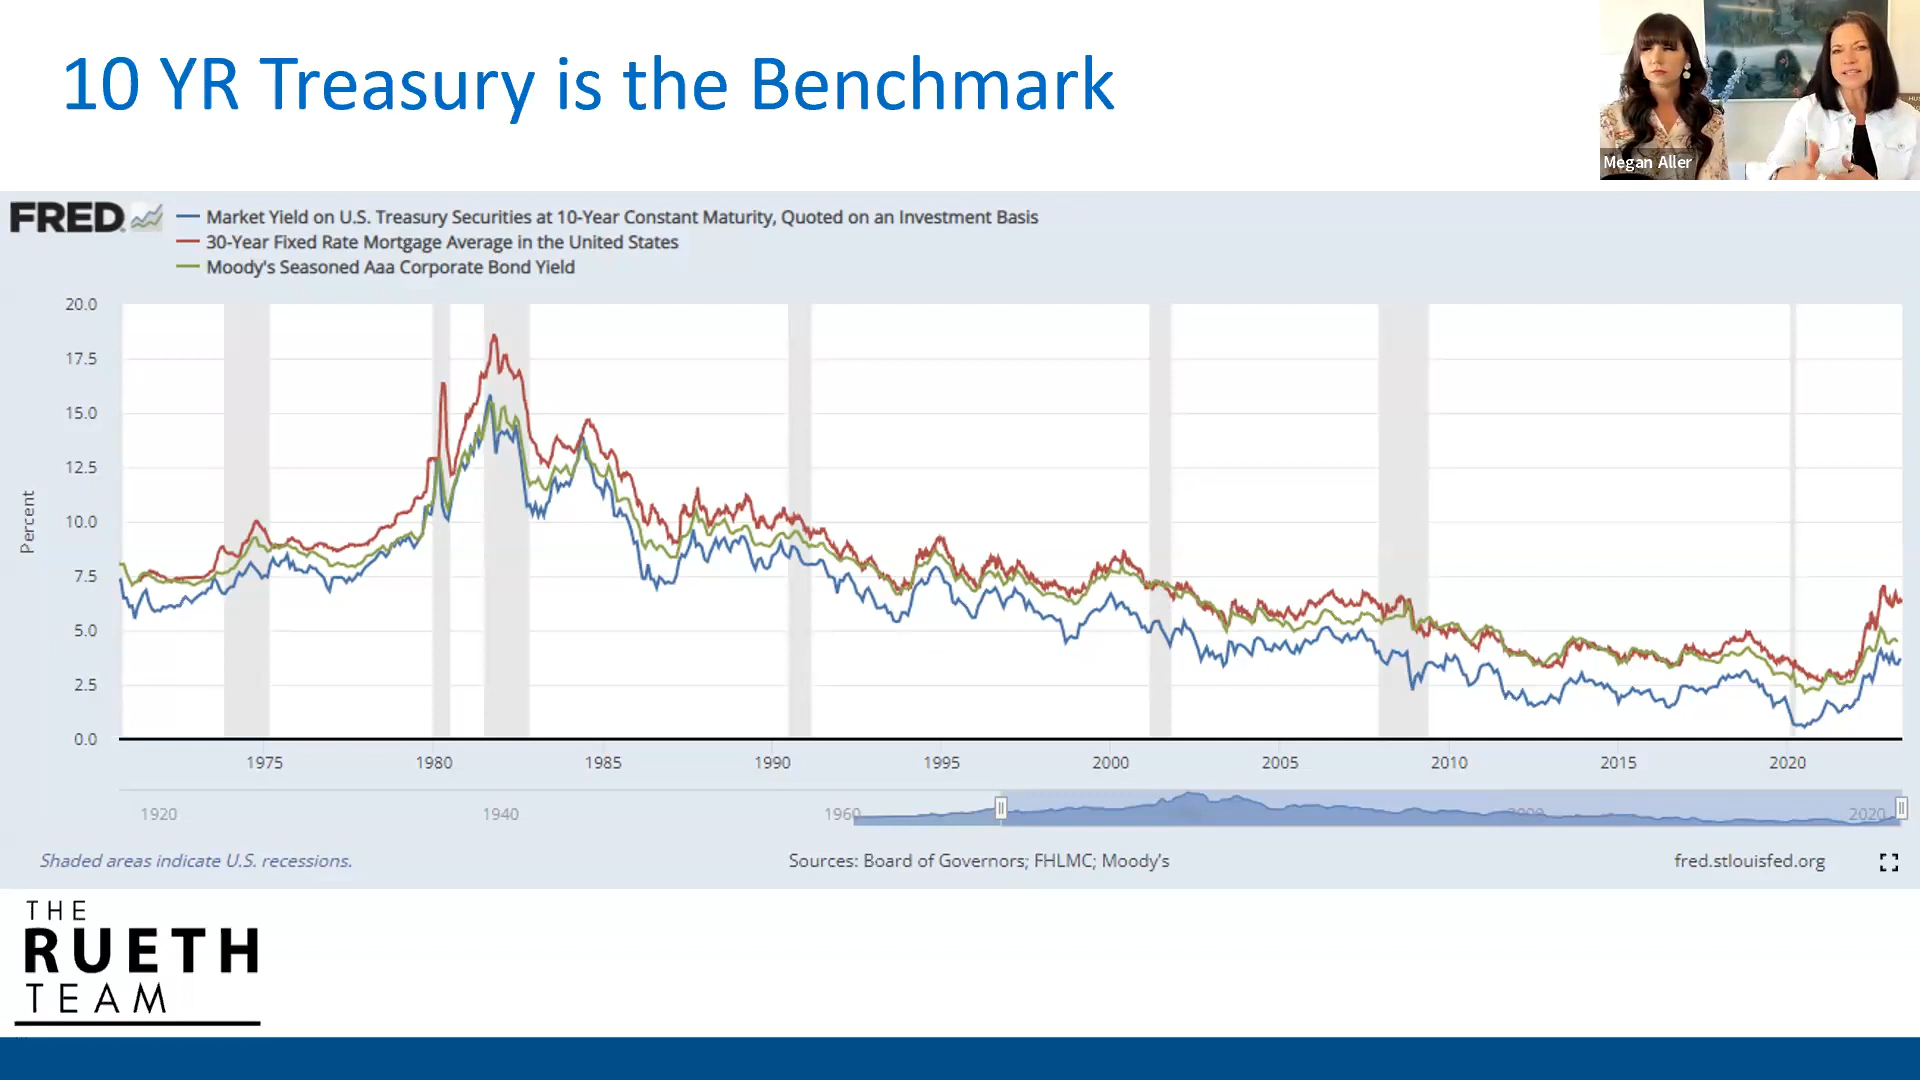 10 YR Treasury is the Benchmark
Megan Aller
FRED
Market Yield on U.S. Treasury Securities at 10-Year Constant Maturity, Quoted on an Investment Basis
30-Year Fixed Rate Mortgage Average in the United States
Moody's Seasoned Aaa Corporate Bond Yield
Percent
20.0
17.5
15.0
12.5
10.0
7.5
5.0
2.5
0.0
1975 1980 1985 1990 1995 2000 2005 2010 2015 2020
1920 1940 1960 2000 2020
Shaded areas indicate U.S. recessions.
Sources: Board of Governors; FHLMC; Moody's
fred.stlouisfed.org
THE
RUETH
TEAM